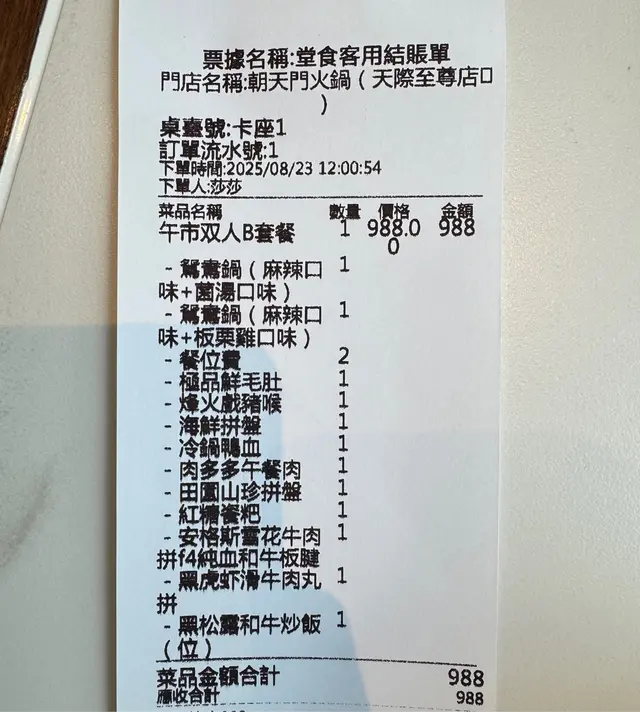 票據名稱:堂食客用結賬單
門店名稱:朝天門火鍋（天際至尊店
）
桌臺號:卡座1
訂單流水號:1
下單時間:2025/08/23 12:00:54
下單人:莎莎
菜品名稱 數量 價格 金額
午市双人B套餐 1 988.0 988
0
- 鴛鴦鍋（麻辣口 1
味+菌湯口味）
- 鴛鴦鍋（麻辣口 1
味+板栗雞口味）
- 餐位費 2
- 極品鮮毛肚 1
- 烽火戲豬喉 1
- 海鮮拼盤 1
- 冷鍋鴨血 1
- 肉多多午餐肉 1
- 田園山珍拼盤 1
- 紅糖餈粑 1
- 安格斯雪花牛肉 1
拼f4純血和牛板腱
- 黑虎虾滑牛肉丸 1
拼
- 黑松露和牛炒飯 1
（位）
菜品金額合計 988
應收合計 988